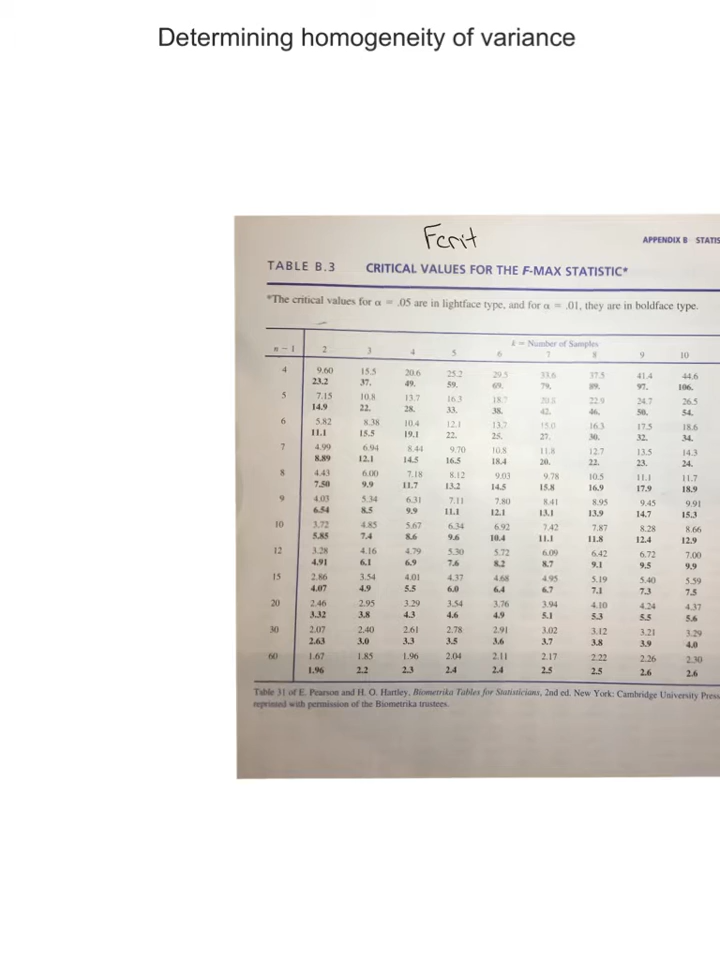 Determining homogeneity of variance
Fcrit
APPENDIX B STATIS
TABLE B.3 CRITICAL VALUES FOR THE F-MAX STATISTIC*
*The critical values for α = .05 are in lightface type, and for α = .01, they are in boldface type.
k = Number of Samples
n – 1 2 3 4 5 6 7 8 9 10
4 9.60 15.5 20.6 25.2 29.5 33.6 37.5 41.4 44.6
23.2 37. 49. 59. 69. 79. 89. 97. 106.
5 7.15 10.8 13.7 16.3 18.7 20.8 22.9 24.7 26.5
14.9 22. 28. 33. 38. 42. 46. 50. 54.
6 5.82 8.38 10.4 12.1 13.7 15.0 16.3 17.5 18.6
11.1 15.5 19.1 22. 25. 27. 30. 32. 34.
7 4.99 6.94 8.44 9.70 10.8 11.8 12.7 13.5 14.3
8.89 12.1 14.5 16.5 18.4 20. 22. 23. 24.
8 4.43 6.00 7.18 8.12 9.03 9.78 10.5 11.1 11.7
7.50 9.9 11.7 13.2 14.5 15.8 16.9 17.9 18.9
9 4.03 5.34 6.31 7.11 7.80 8.41 8.95 9.45 9.91
6.54 8.5 9.9 11.1 12.1 13.1 13.9 14.7 15.3
10 3.72 4.85 5.67 6.34 6.92 7.42 7.87 8.28 8.66
5.85 7.4 8.6 9.6 10.4 11.1 11.8 12.4 12.9
12 3.28 4.16 4.79 5.30 5.72 6.09 6.42 6.72 7.00
4.91 6.1 6.9 7.6 8.2 8.7 9.1 9.5 9.9
15 2.86 3.54 4.01 4.37 4.68 4.95 5.19 5.40 5.59
4.07 4.9 5.5 6.0 6.4 6.7 7.1 7.3 7.5
20 2.46 2.95 3.29 3.54 3.76 3.94 4.10 4.24 4.37
3.32 3.8 4.3 4.6 4.9 5.1 5.3 5.5 5.6
30 2.07 2.40 2.61 2.78 2.91 3.02 3.12 3.21 3.29
2.63 3.0 3.3 3.5 3.6 3.7 3.8 3.9 4.0
60 1.67 1.85 1.96 2.04 2.11 2.17 2.22 2.26 2.30
1.96 2.2 2.3 2.4 2.4 2.5 2.5 2.6 2.6
Table 31 of E. Pearson and H. O. Hartley, Biometrika Tables for Statisticians, 2nd ed. New York: Cambridge University Press
reprinted with permission of the Biometrika trustees.